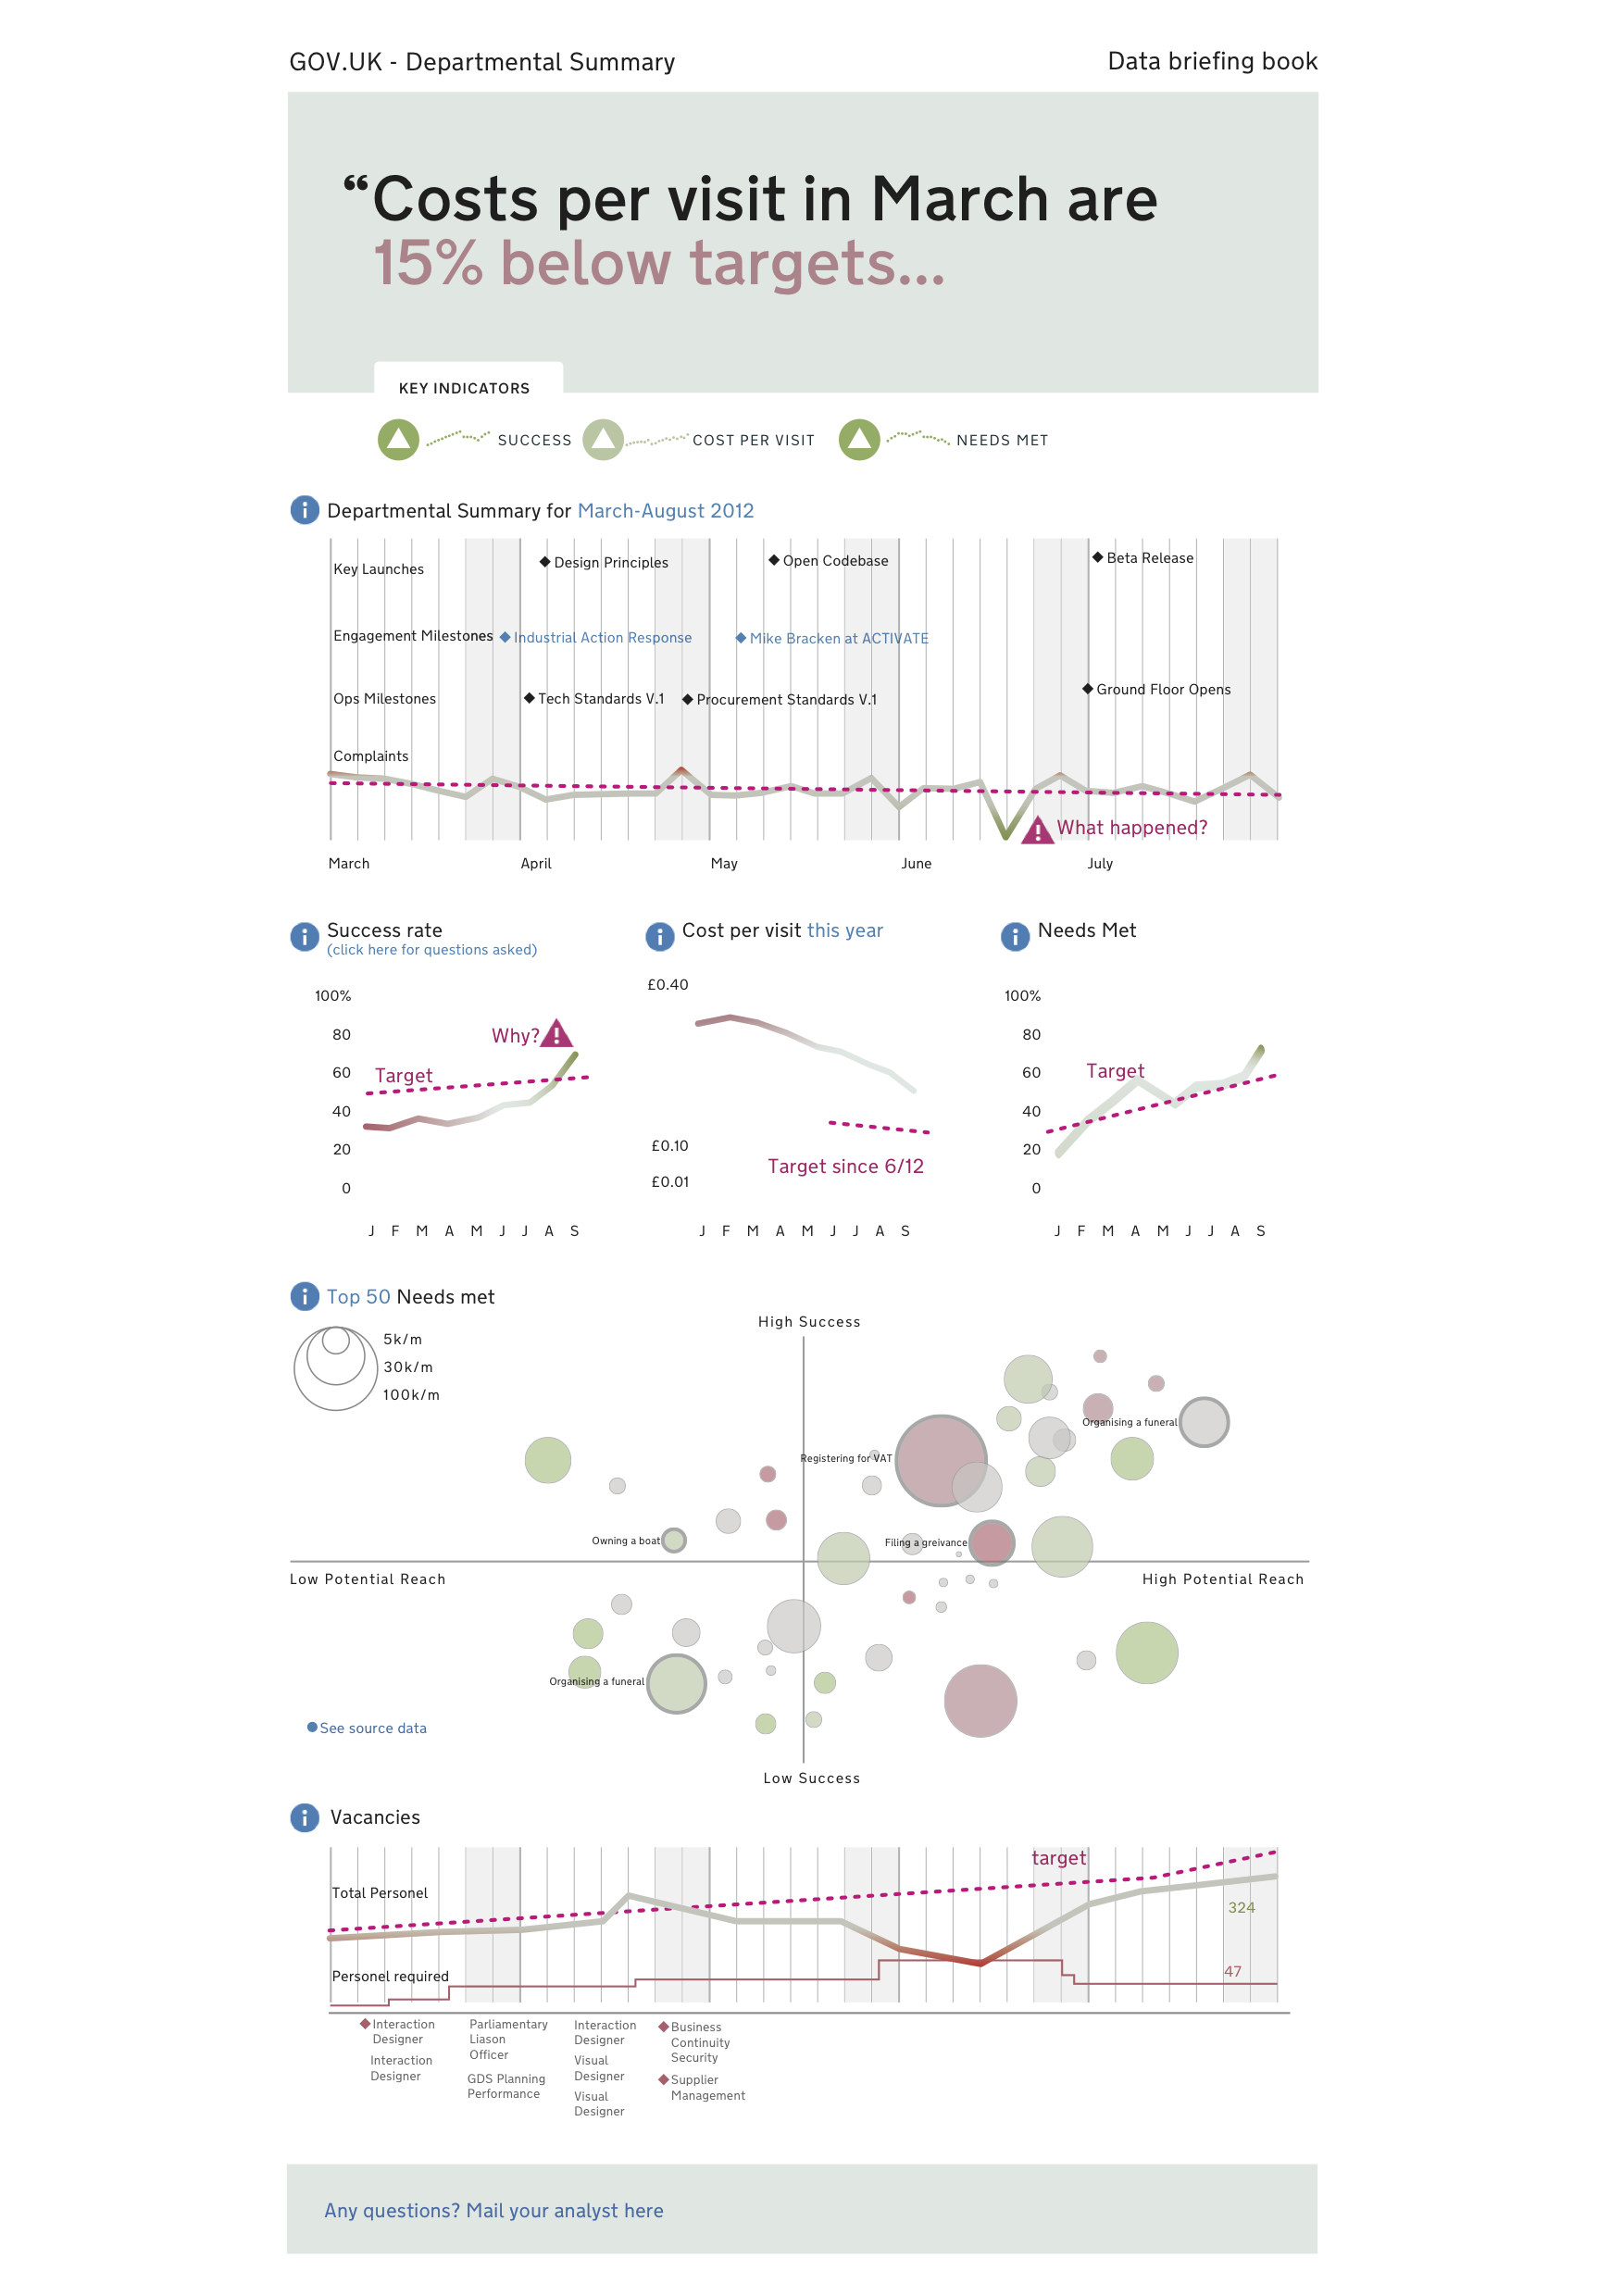 GOV.UK - Departmental Summary
Data briefing book
“Costs per visit in March are
15% below targets...
KEY INDICATORS
SUCCESS
COST PER VISIT
NEEDS MET
Departmental Summary for March-August 2012
Key Launches
Design Principles
Open Codebase
Beta Release
Engagement Milestones
Industrial Action Response
Mike Bracken at ACTIVATE
Ops Milestones
Tech Standards V.1
Procurement Standards V.1
Ground Floor Opens
Complaints
What happened?
March
April
May
June
July
Success rate
(click here for questions asked)
100%
80
60
40
20
0
Why?
Target
J F M A M J J A S
Cost per visit this year
£0.40
£0.10
£0.01
Target since 6/12
J F M A M J J A S
Needs Met
100%
80
60
40
20
0
Target
J F M A M J J A S
Top 50 Needs met
5k/m
30k/m
100k/m
High Success
Organising a funeral
Registering for VAT
Owning a boat
Filing a greivance
Low Potential Reach
High Potential Reach
Organising a funeral
See source data
Low Success
Vacancies
target
Total Personel
324
Personel required
47
Interaction
Designer
Interaction
Designer
Parliamentary
Liason
Officer
GDS Planning
Performance
Interaction
Designer
Visual
Designer
Visual
Designer
Business
Continuity
Security
Supplier
Management
Any questions? Mail your analyst here